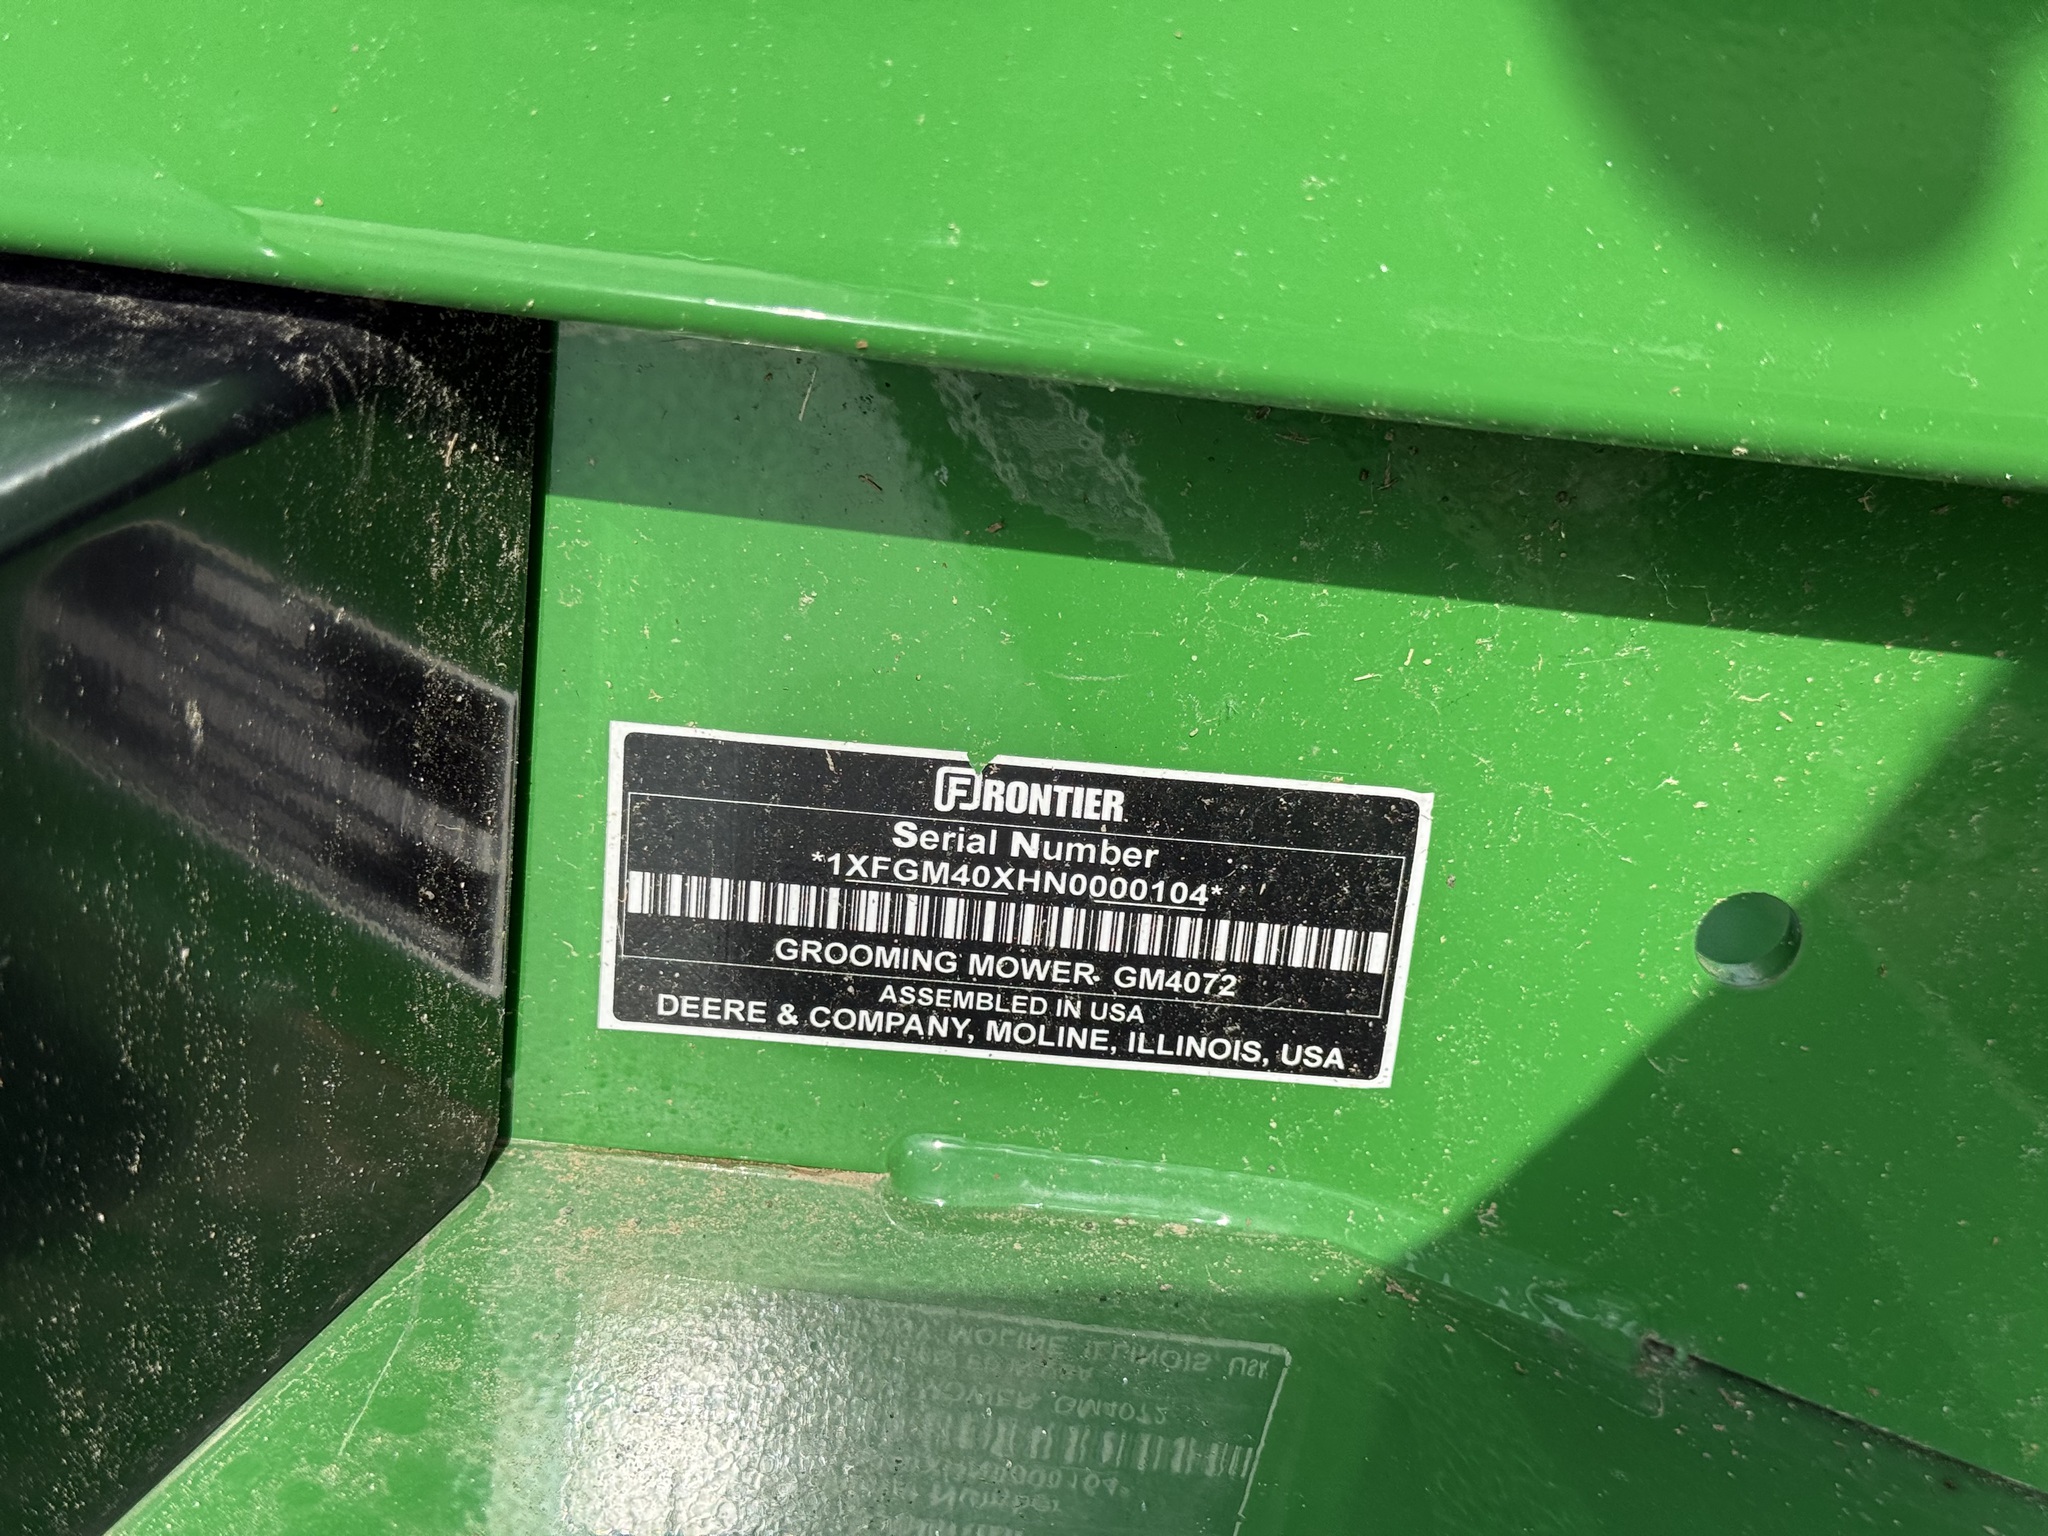 FRONTIER
Serial Number
*1XFGM40XHN0000104*
GROOMING MOWER GM4072
ASSEMBLED IN USA
DEERE & COMPANY, MOLINE, ILLINOIS, USA